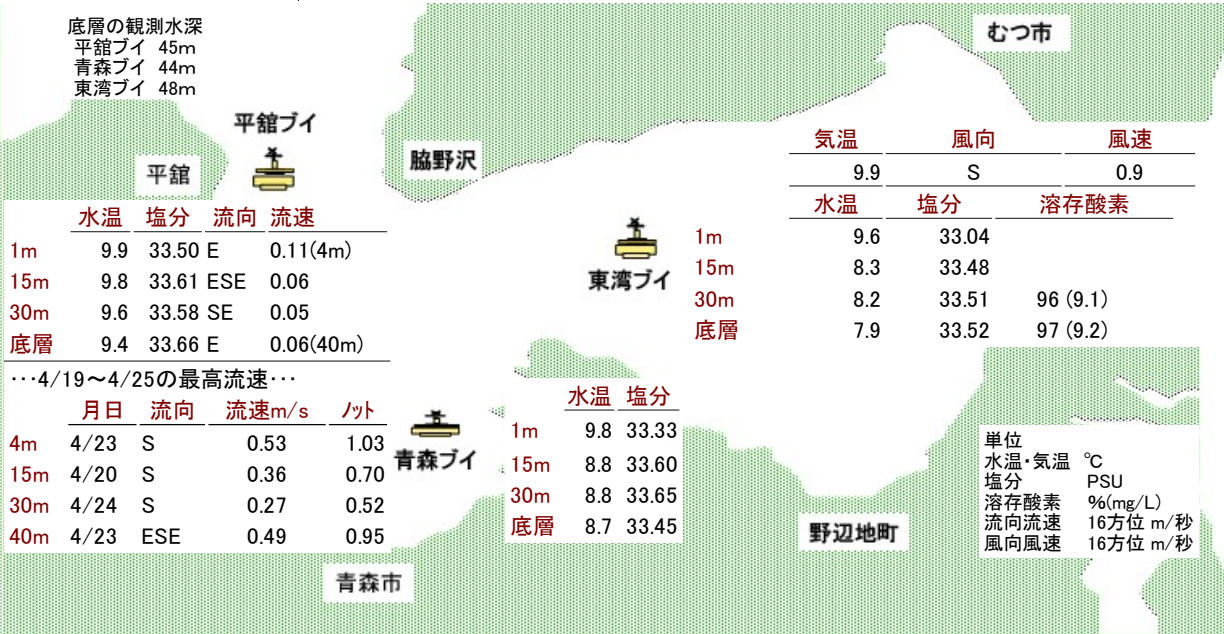 底層の観測水深
平舘ブイ 45m
青森ブイ 44m
東湾ブイ 48m
むつ市
平舘ブイ
平舘
脇野沢
気温 風向 風速
9.9 S 0.9
水温 塩分 溶存酸素
1m 9.6 33.04
15m 8.3 33.48
30m 8.2 33.51 96 (9.1)
底層 7.9 33.52 97 (9.2)
東湾ブイ
水温 塩分 流向 流速
1m 9.9 33.50 E 0.11(4m)
15m 9.8 33.61 ESE 0.06
30m 9.6 33.58 SE 0.05
底層 9.4 33.66 E 0.06(40m)
…4/19～4/25の最高流速…
月日 流向 流速m/s ノット
4m 4/23 S 0.53 1.03
15m 4/20 S 0.36 0.70
30m 4/24 S 0.27 0.52
40m 4/23 ESE 0.49 0.95
青森ブイ
水温 塩分
1m 9.8 33.33
15m 8.8 33.60
30m 8.8 33.65
底層 8.7 33.45
単位
水温・気温 ℃
塩分 PSU
溶存酸素 %(mg/L)
流向流速 16方位 m/秒
風向風速 16方位 m/秒
野辺地町
青森市